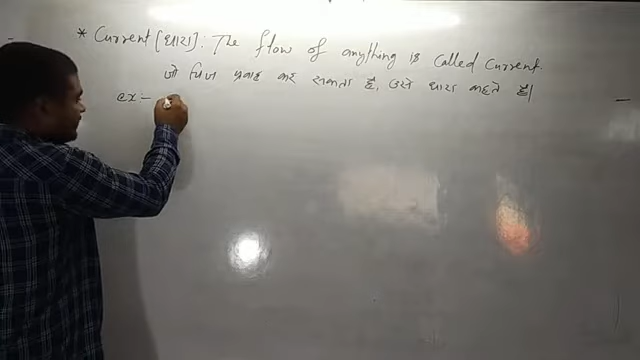 * Current [धारा]: The flow of anything is Called Current.
जो चिज प्रवाह कर सकता है, उसे धारा कहते हैं|
ex:-